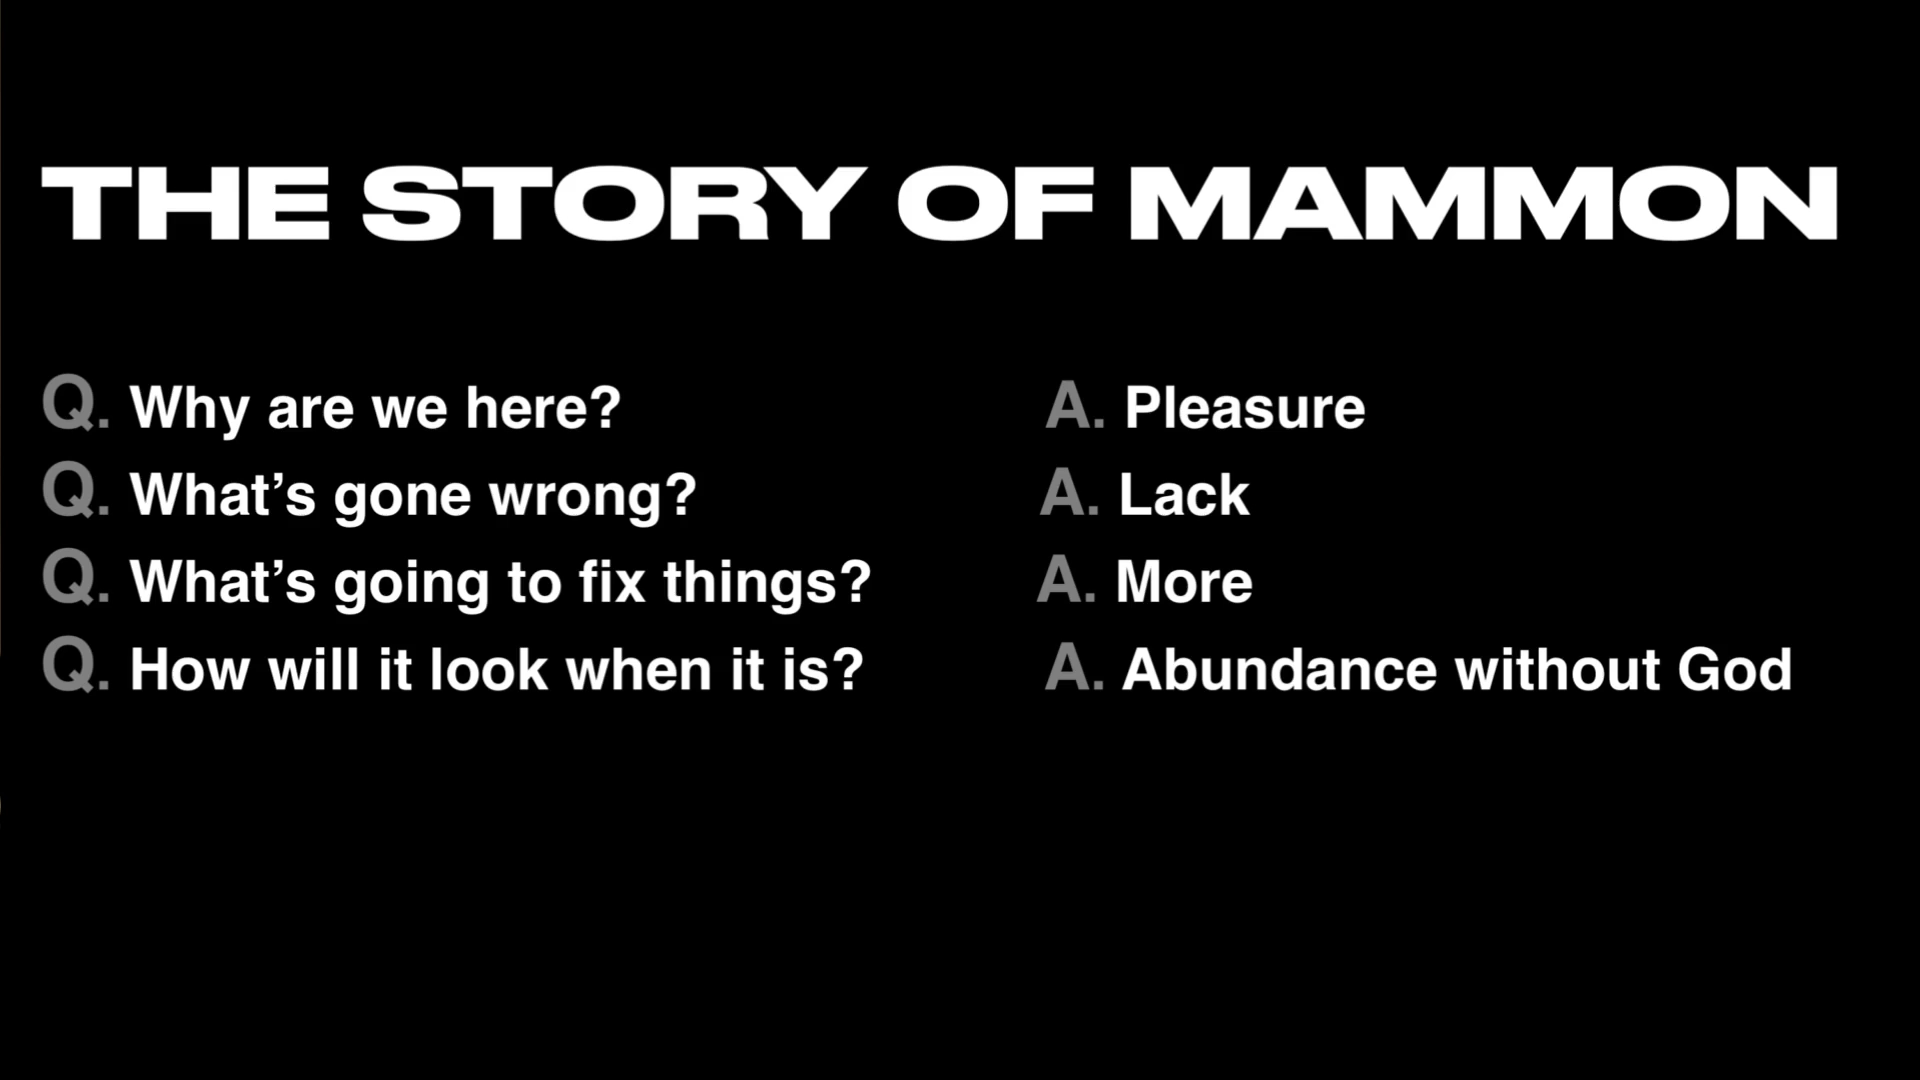 THE STORY OF MAMMON
Q. Why are we here? A. Pleasure
Q. What’s gone wrong? A. Lack
Q. What’s going to fix things? A. More
Q. How will it look when it is? A. Abundance without God